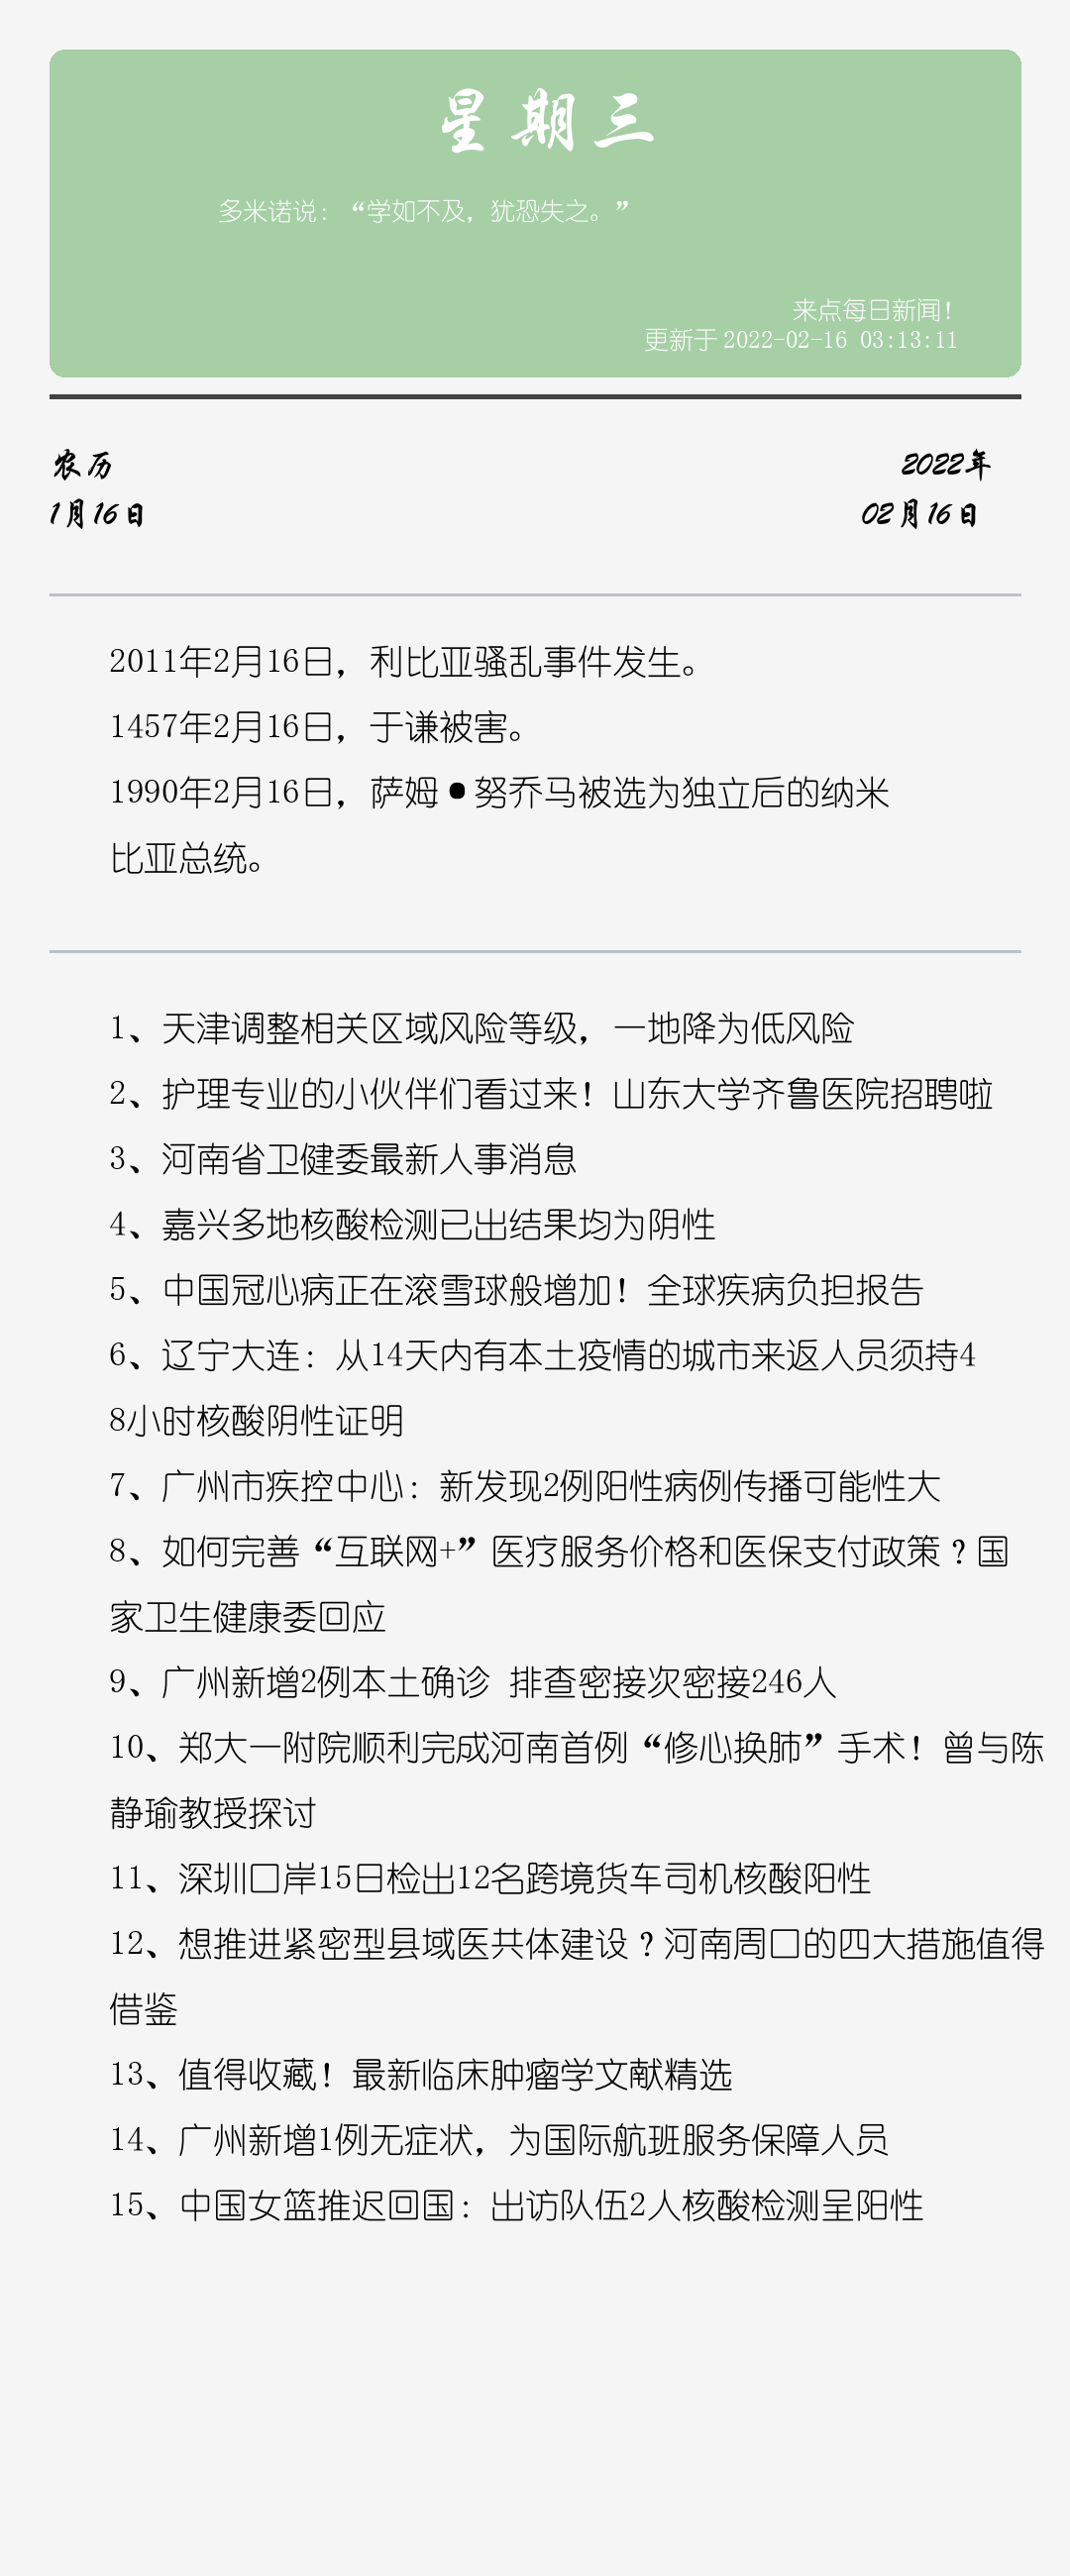 星期三
多米诺说：“学如不及，犹恐失之。”
来点每日新闻！
更新于 2022-02-16 03:13:11
农历
2022年
1月16日
02月16日
2011年2月16日，利比亚骚乱事件发生。
1457年2月16日，于谦被害。
1990年2月16日，萨姆•努乔马被选为独立后的纳米
比亚总统。
1、天津调整相关区域风险等级，一地降为低风险
2、护理专业的小伙伴们看过来！山东大学齐鲁医院招聘啦
3、河南省卫健委最新人事消息
4、嘉兴多地核酸检测已出结果均为阴性
5、中国冠心病正在滚雪球般增加！全球疾病负担报告
6、辽宁大连：从14天内有本土疫情的城市来返人员须持4
8小时核酸阴性证明
7、广州市疾控中心：新发现2例阳性病例传播可能性大
8、如何完善“互联网+”医疗服务价格和医保支付政策？国
家卫生健康委回应
9、广州新增2例本土确诊 排查密接次密接246人
10、郑大一附院顺利完成河南首例“修心换肺”手术！曾与陈
静瑜教授探讨
11、深圳口岸15日检出12名跨境货车司机核酸阳性
12、想推进紧密型县域医共体建设？河南周口的四大措施值得
借鉴
13、值得收藏！最新临床肿瘤学文献精选
14、广州新增1例无症状，为国际航班服务保障人员
15、中国女篮推迟回国：出访队伍2人核酸检测呈阳性